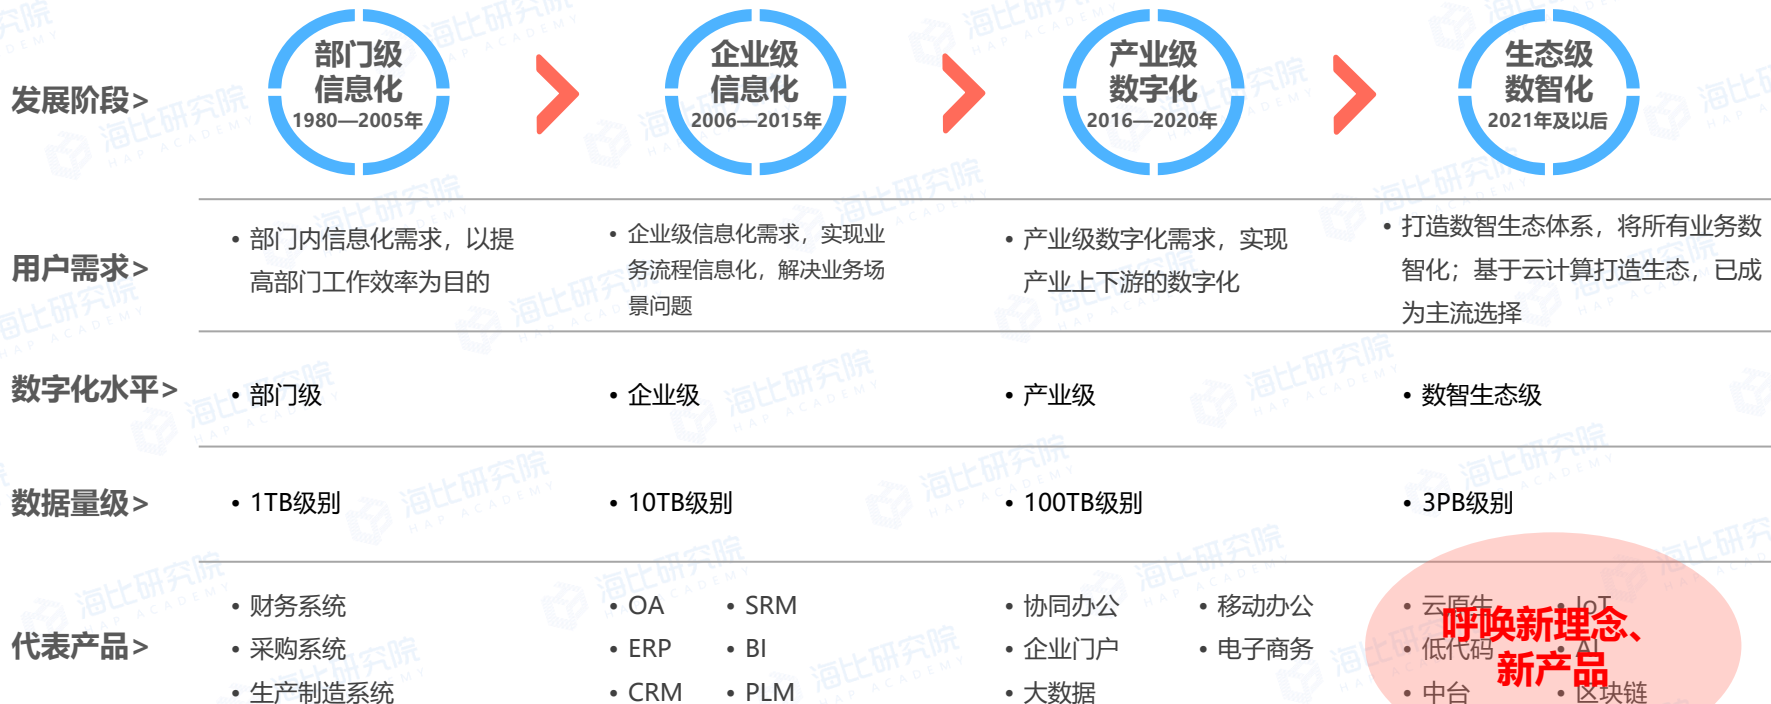 发展阶段>
部门级
信息化
1980—2005年
企业级
信息化
2006—2015年
产业级
数字化
2016—2020年
生态级
数智化
2021年及以后
用户需求>
• 部门内信息化需求，以提
高部门工作效率为目的
• 企业级信息化需求，实现业
务流程信息化，解决业务场
景问题
• 产业级数字化需求，实现
产业上下游的数字化
• 打造数智生态体系，将所有业务数
智化；基于云计算打造生态，已成
为主流选择
数字化水平>
• 部门级
• 企业级
• 产业级
• 数智生态级
数据量级>
• 1TB级别
• 10TB级别
• 100TB级别
• 3PB级别
代表产品>
• 财务系统
• 采购系统
• 生产制造系统
• OA
• ERP
• CRM
• SRM
• BI
• PLM
• 协同办公
• 企业门户
• 大数据
• 移动办公
• 电子商务
• 云原生
• 低代码
• 中台
• IoT
• AI
• 区块链
呼唤新理念、
新产品
海比研究院
HAP ACADEMY